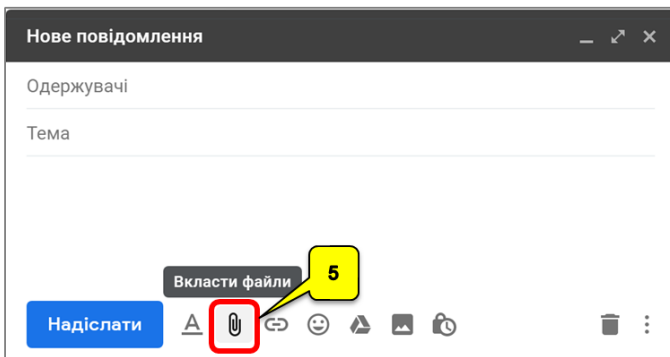 Нове повідомлення
Одержувачі
Тема
Вкласти файли
5
Надіслати